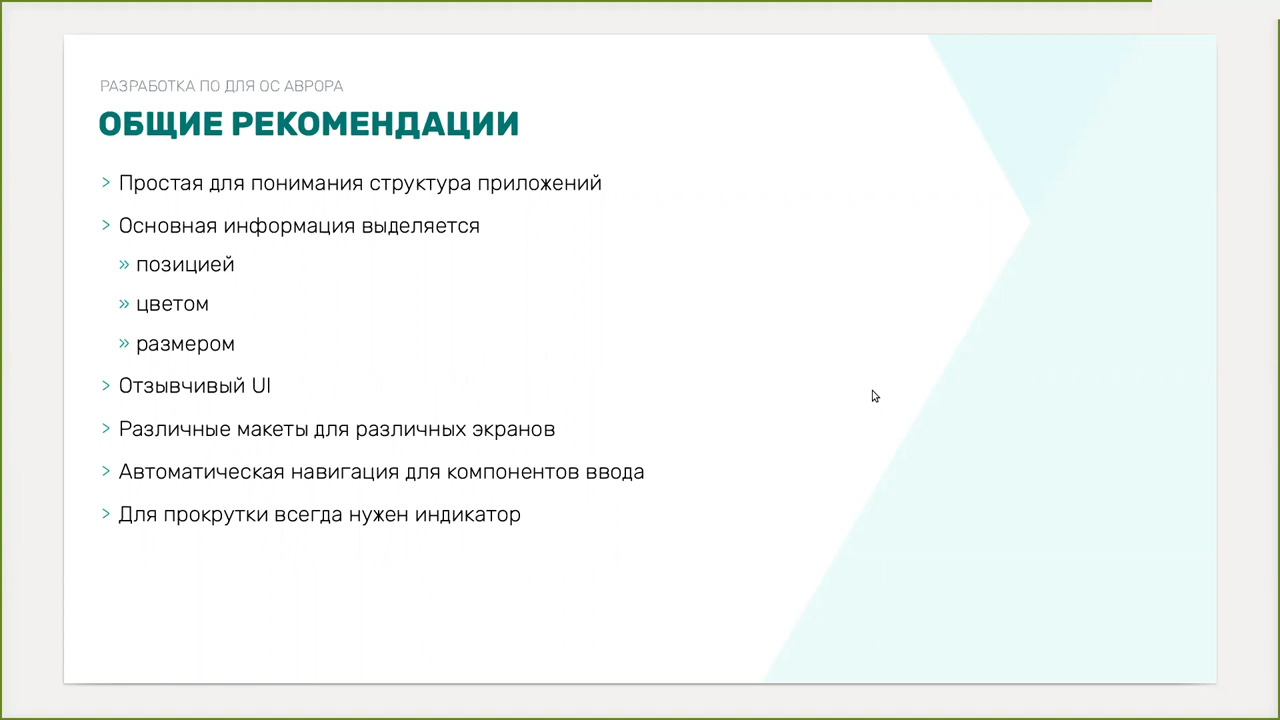 РАЗРАБОТКА ПО ДЛЯ ОС АВРОРА
ОБЩИЕ РЕКОМЕНДАЦИИ
> Простая для понимания структура приложений
> Основная информация выделяется
» позицией
» цветом
» размером
> Отзывчивый UI
> Различные макеты для различных экранов
> Автоматическая навигация для компонентов ввода
> Для прокрутки всегда нужен индикатор